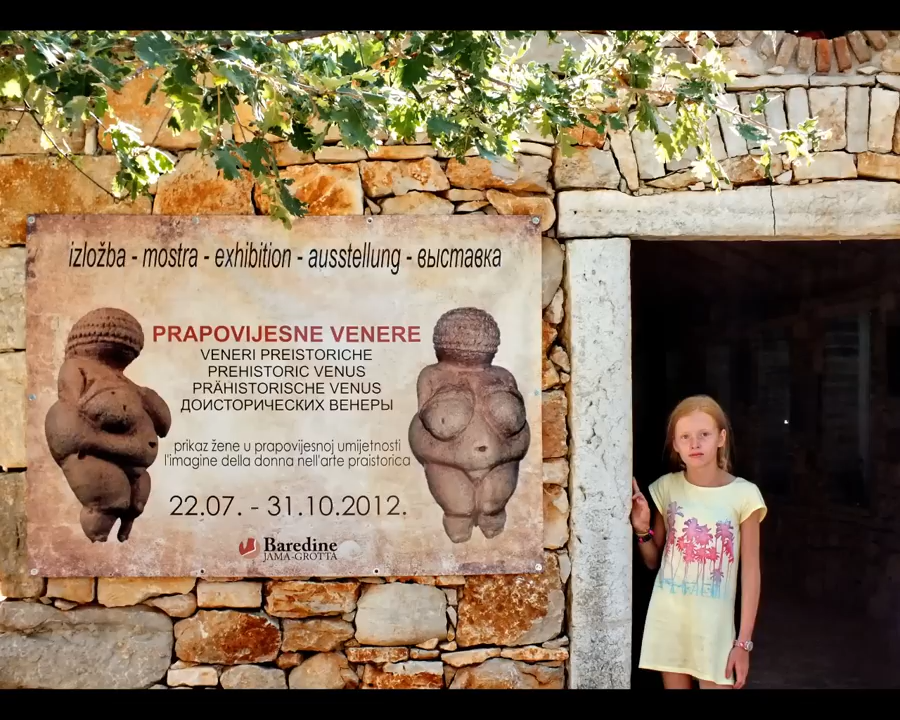 izložba - mostra - exhibition - ausstellung - выставка
PRAPOVIJESNE VENERE
VENERI PREISTORICHE
PREHISTORIC VENUS
PRÄHISTORISCHE VENUS
ДОИСТОРИЧЕСКИХ ВЕНЕРЫ
prikaz žene u prapovijesnoj umijetnosti
l'imagine della donna nell'arte praistorica
22.07. - 31.10.2012.
Baredine
JAMA-GROTTA